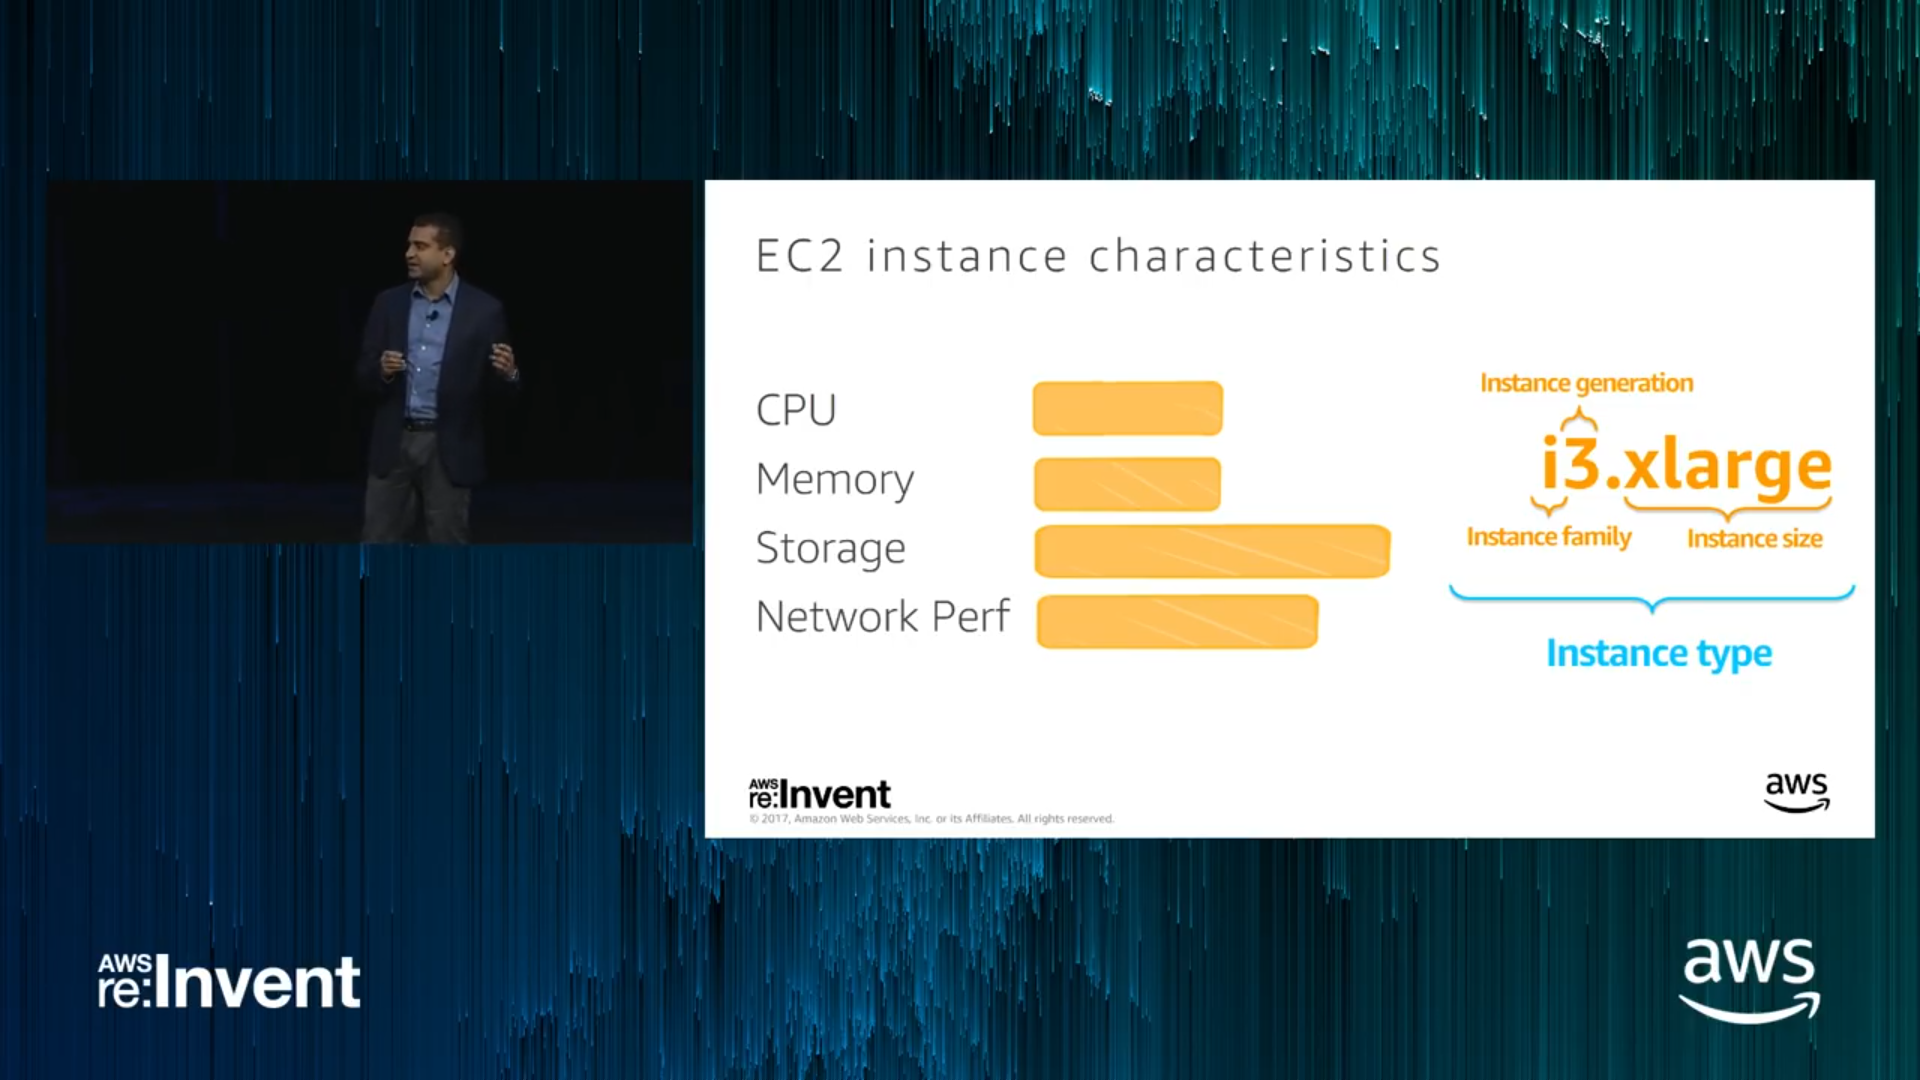 EC2 instance characteristics
CPU
Memory
Storage
Network Perf
Instance generation
i3.xlarge
Instance family
Instance size
Instance type
AWS
re:Invent
© 2017, Amazon Web Services, Inc. or its Affiliates. All rights reserved.
aws
AWS
re:Invent
aws